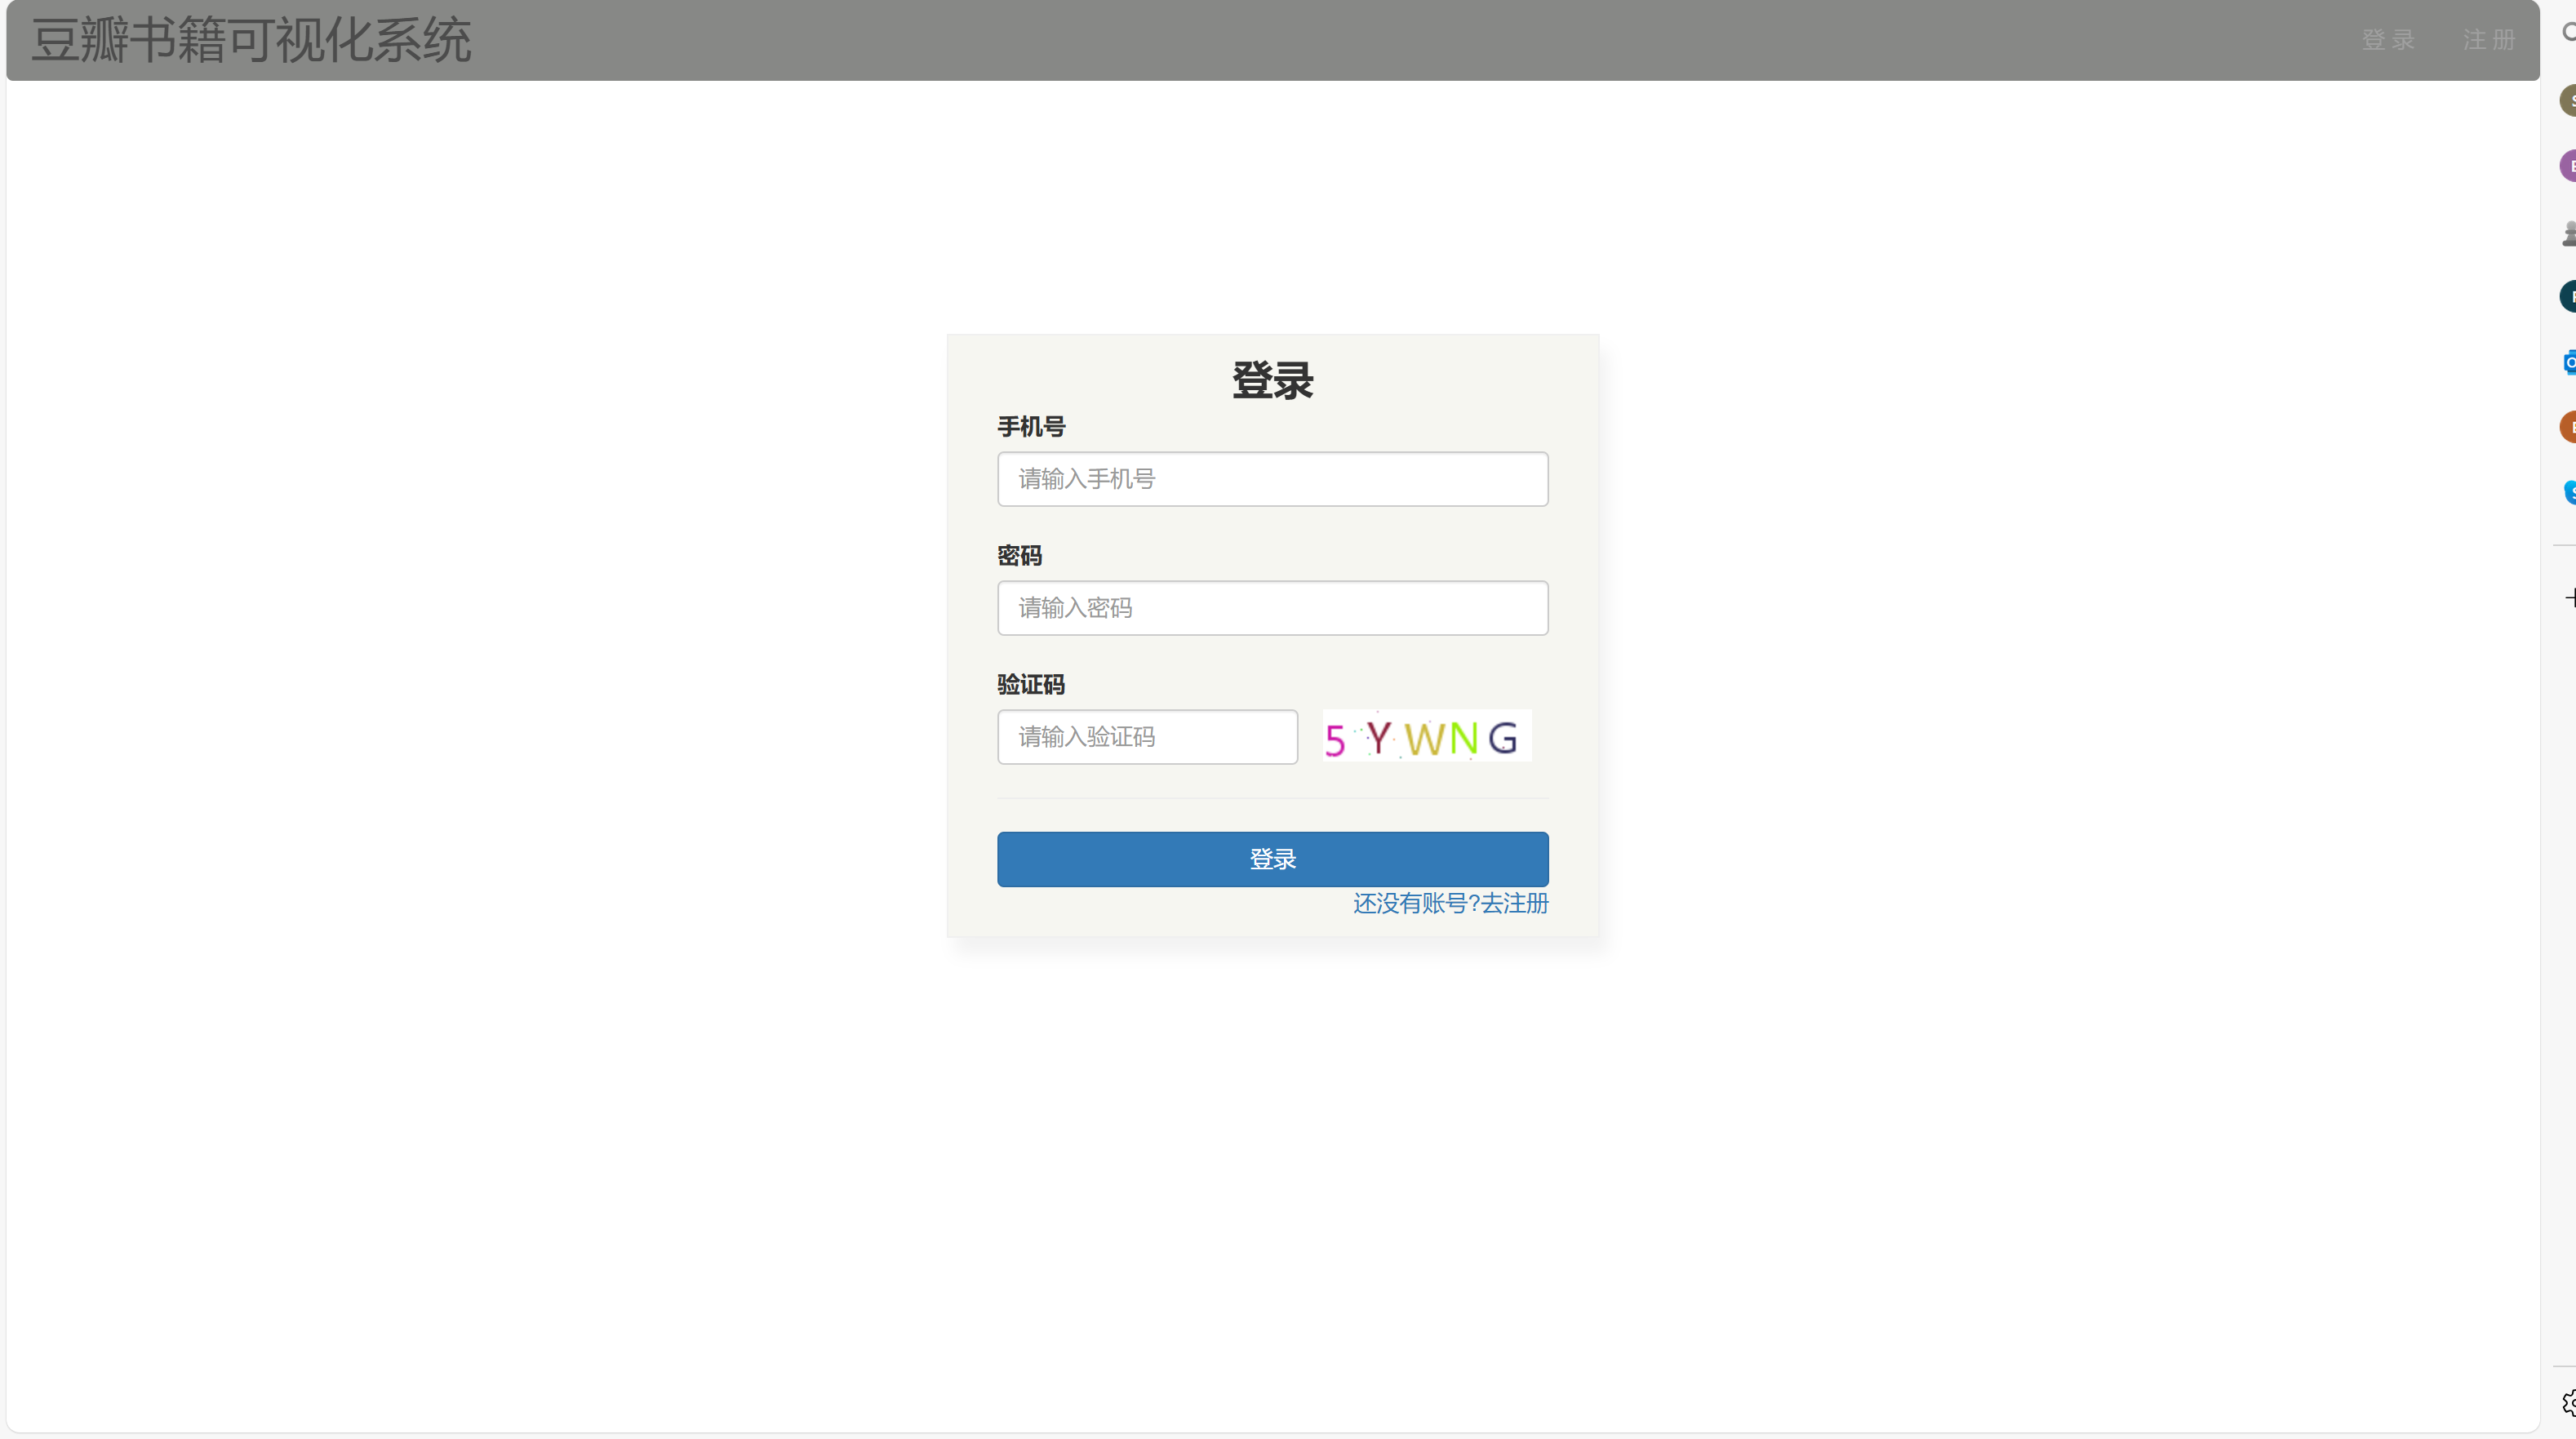 豆瓣书籍可视化系统
登 录 注 册
登录
手机号
请输入手机号
密码
请输入密码
验证码
请输入验证码 5 Y W N G
登录
还没有账号?去注册